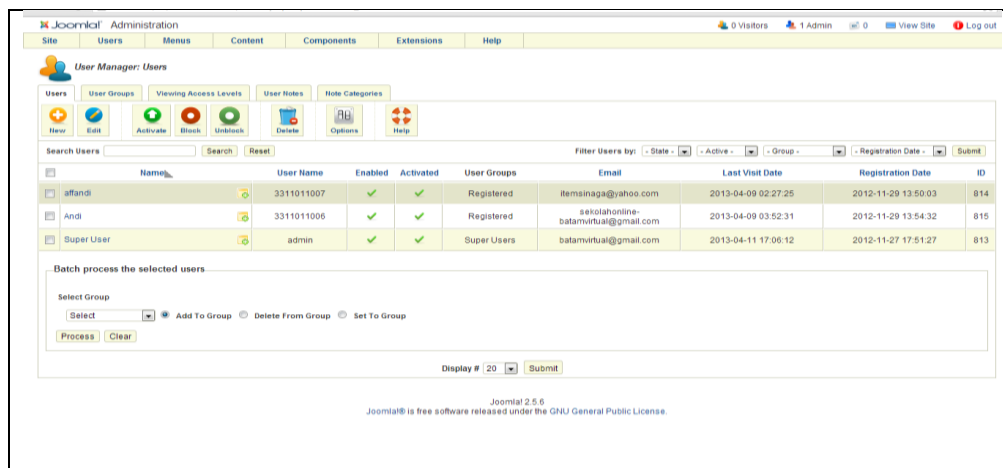 Joomla! Administration 0 Visitors 1 Admin 0 View Site Log out
Site Users Menus Content Components Extensions Help
User Manager: Users
Users User Groups Viewing Access Levels User Notes Note Categories
New Edit Activate Block Unblock Delete Options Help
Search Users Search Reset Filter Users by: - State - - Active - - Group - - Registration Date - Submit
Name User Name Enabled Activated User Groups Email Last Visit Date Registration Date ID
affandi 3311011007 Registered itemsinaga@yahoo.com 2013-04-09 02:27:25 2012-11-29 13:50:03 814
Andi 3311011006 Registered sekolahonline-batamvirtual@gmail.com 2013-04-09 03:52:31 2012-11-29 13:54:32 815
Super User admin Super Users batamvirtual@gmail.com 2013-04-11 17:06:12 2012-11-27 17:51:27 813
Batch process the selected users
Select Group
Select Add To Group Delete From Group Set To Group
Process Clear
Display # 20 Submit
Joomla! 2.5.6
Joomla!® is free software released under the GNU General Public License.